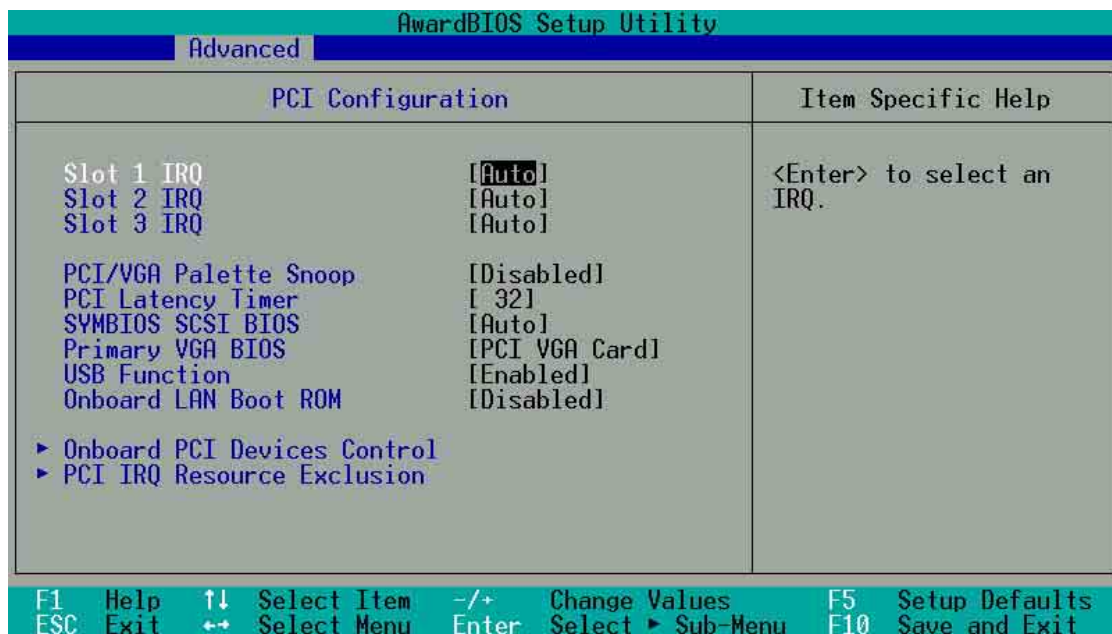 AwardBIOS Setup Utility
Advanced
PCI Configuration
Item Specific Help
Slot 1 IRQ [Auto]
Slot 2 IRQ [Auto]
Slot 3 IRQ [Auto]
PCI/VGA Palette Snoop [Disabled]
PCI Latency Timer [ 32]
SYMBIOS SCSI BIOS [Auto]
Primary VGA BIOS [PCI VGA Card]
USB Function [Enabled]
Onboard LAN Boot ROM [Disabled]
▶ Onboard PCI Devices Control
▶ PCI IRQ Resource Exclusion
<Enter> to select an
IRQ.
F1 Help ↑↓ Select Item -/+ Change Values F5 Setup Defaults
ESC Exit ←→ Select Menu Enter Select ▶ Sub-Menu F10 Save and Exit